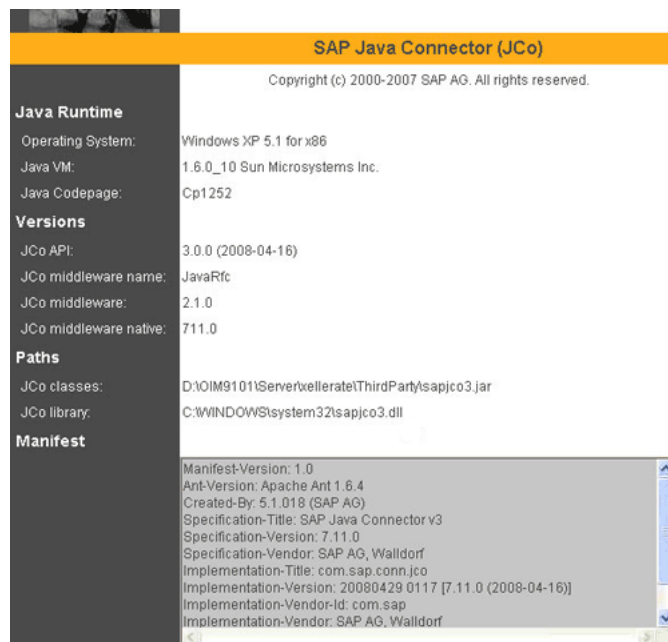 SAP Java Connector (JCo)
Copyright (c) 2000-2007 SAP AG. All rights reserved.
Java Runtime
Operating System: Windows XP 5.1 for x86
Java VM: 1.6.0_10 Sun Microsystems Inc.
Java Codepage: Cp1252
Versions
JCo API: 3.0.0 (2008-04-16)
JCo middleware name: JavaRfc
JCo middleware: 2.1.0
JCo middleware native: 711.0
Paths
JCo classes: D:\OIM9101\Server\xellerate\ThirdParty\sapjco3.jar
JCo library: C:\WINDOWS\system32\sapjco3.dll
Manifest
Manifest-Version: 1.0
Ant-Version: Apache Ant 1.6.4
Created-By: 5.1.018 (SAP AG)
Specification-Title: SAP Java Connector v3
Specification-Version: 7.11.0
Specification-Vendor: SAP AG, Walldorf
Implementation-Title: com.sap.conn.jco
Implementation-Version: 20080429 0117 [7.11.0 (2008-04-16)]
Implementation-Vendor-Id: com.sap
Implementation-Vendor: SAP AG, Walldorf